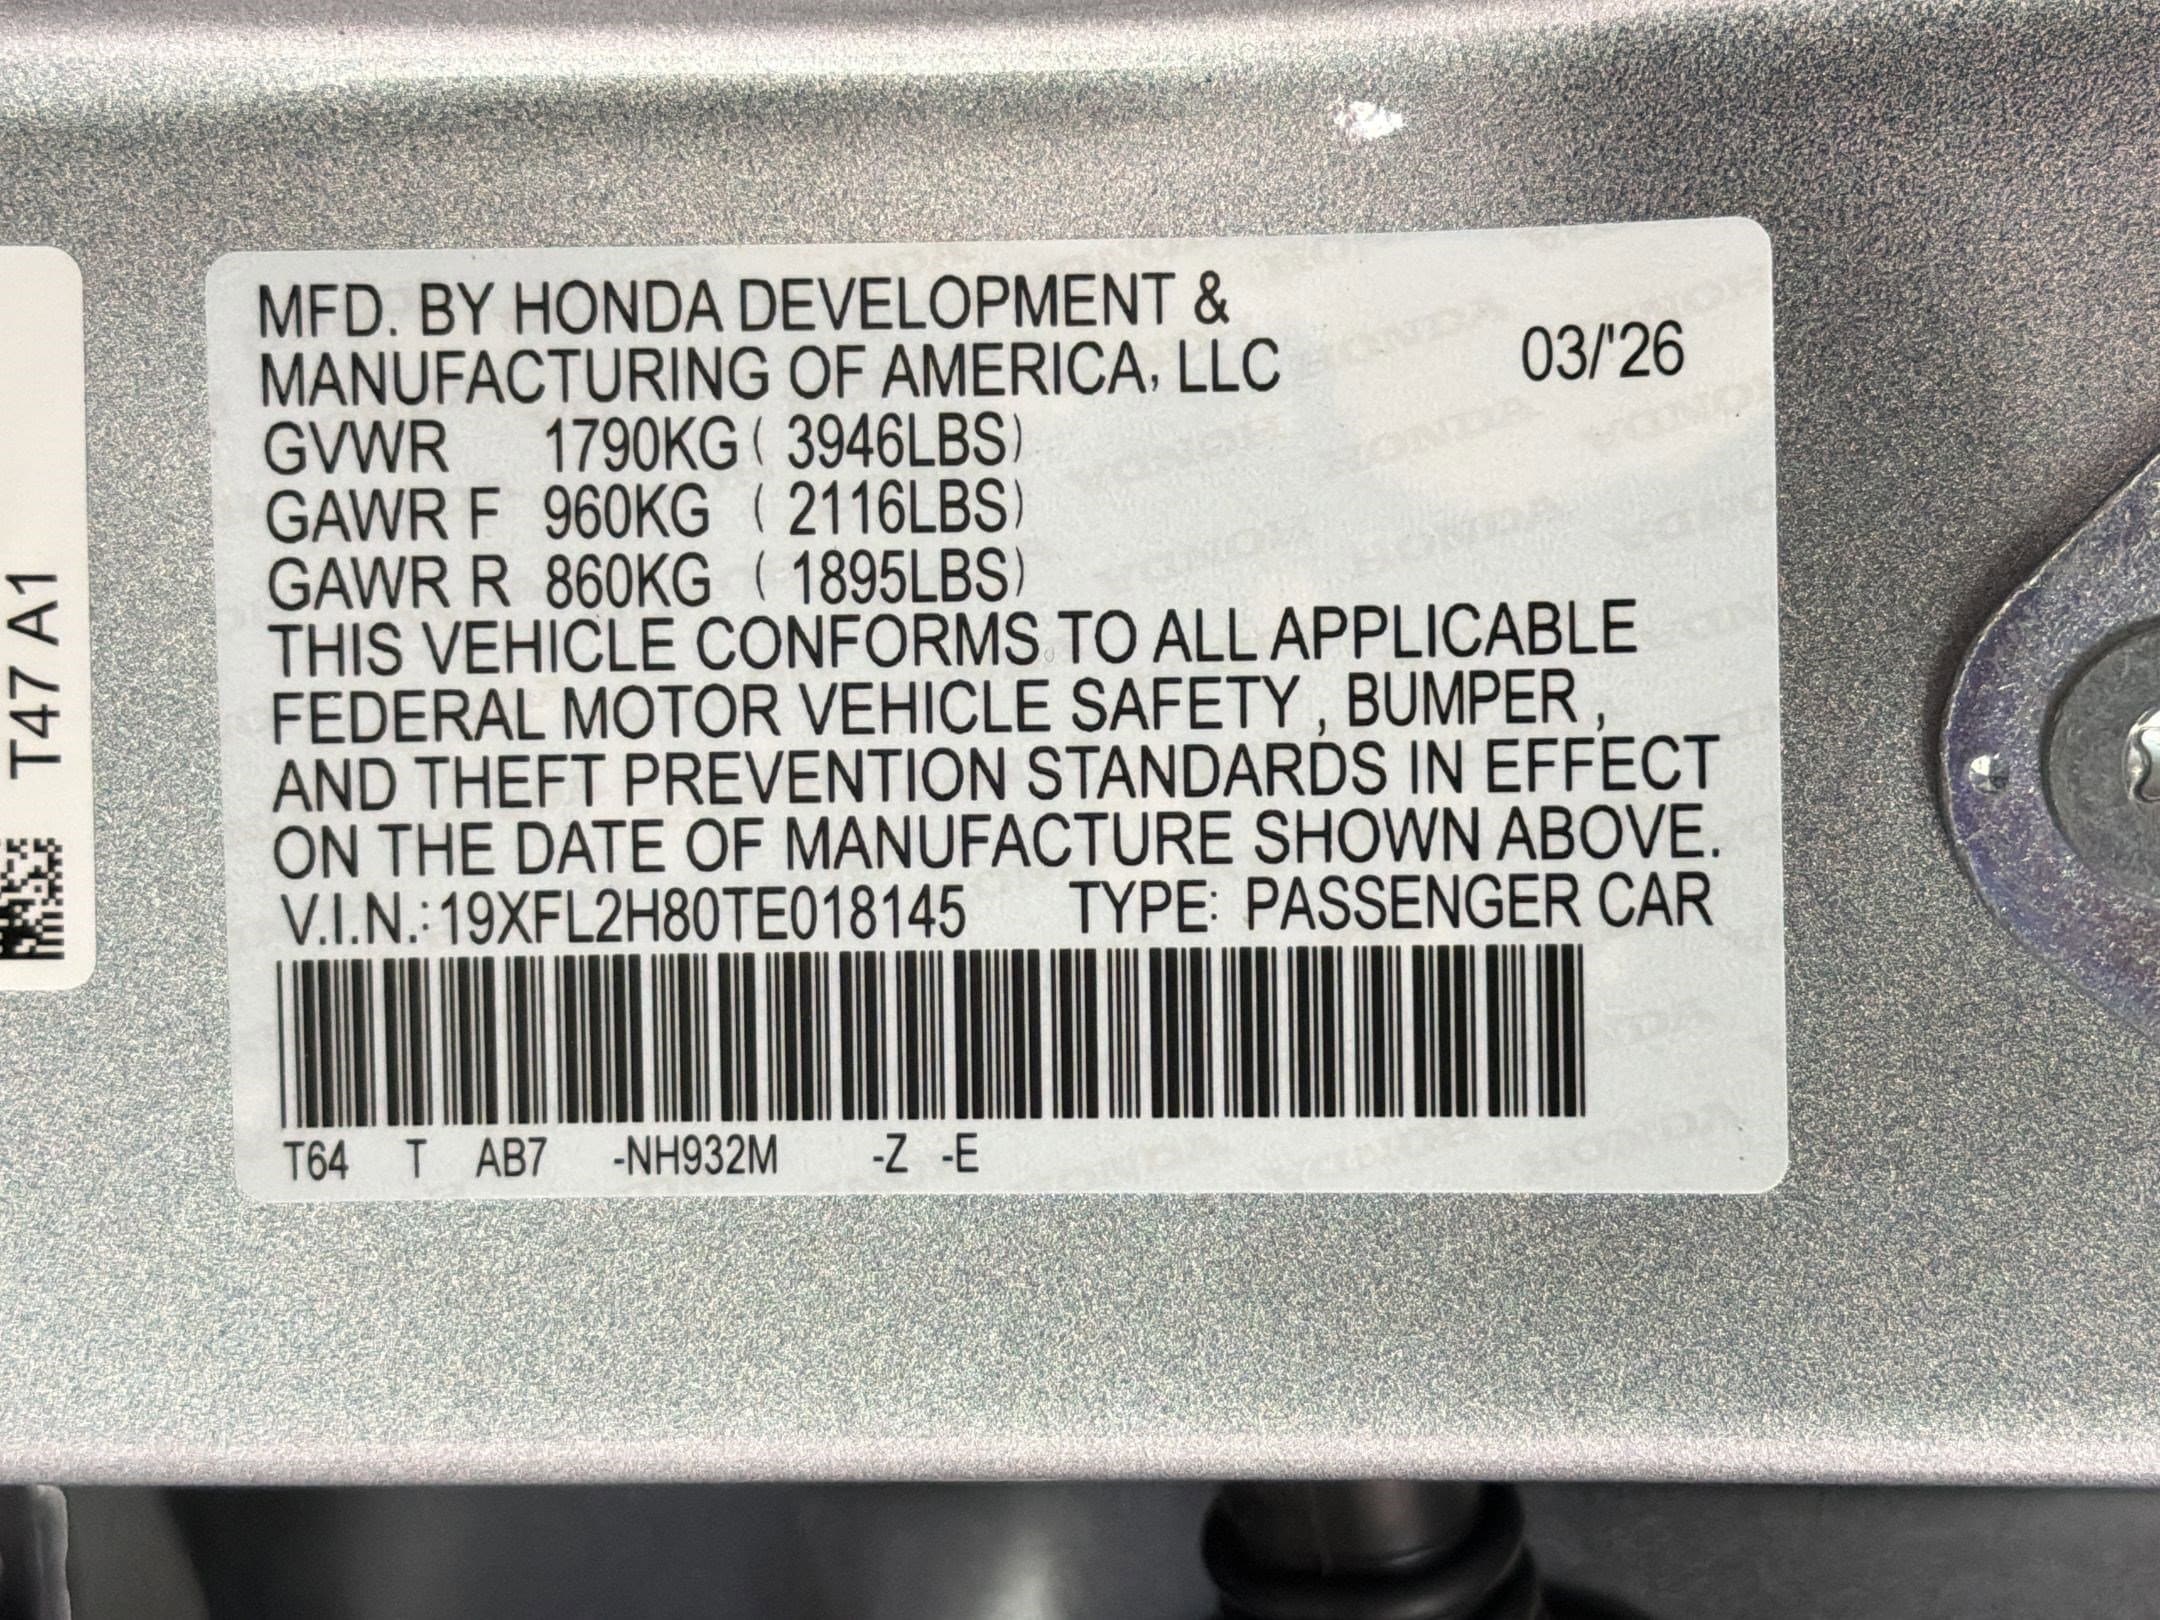 MFD. BY HONDA DEVELOPMENT &
MANUFACTURING OF AMERICA, LLC
03/'26
GVWR 1790KG ( 3946LBS)
GAWR F 960KG ( 2116LBS)
GAWR R 860KG ( 1895LBS)
THIS VEHICLE CONFORMS TO ALL APPLICABLE
FEDERAL MOTOR VEHICLE SAFETY , BUMPER ,
AND THEFT PREVENTION STANDARDS IN EFFECT
ON THE DATE OF MANUFACTURE SHOWN ABOVE.
V.I.N.: 19XFL2H80TE018145 TYPE: PASSENGER CAR
T64 T AB7 -NH932M -Z -E
T47 A1